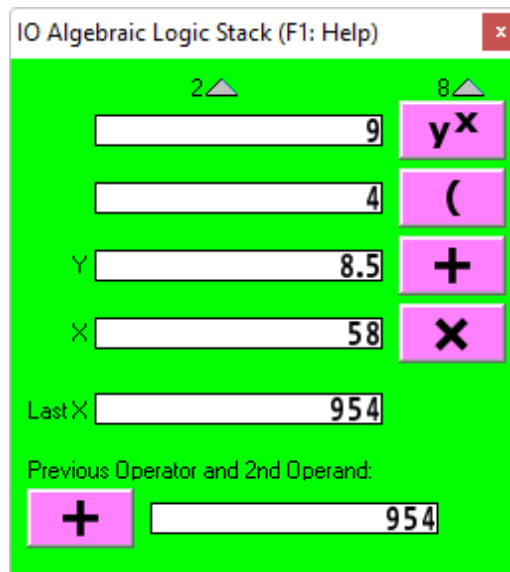 IO Algebraic Logic Stack (F1: Help) x
2 8
9 yˣ
4 (
Y 8.5 +
X 58 ×
Last X 954
Previous Operator and 2nd Operand:
+ 954